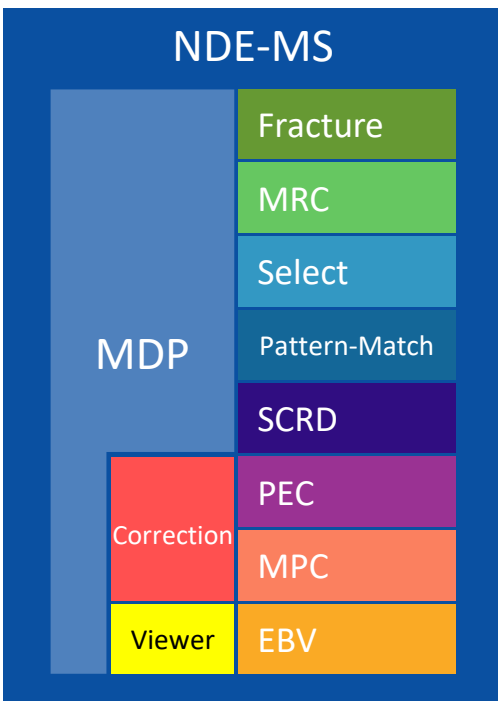 NDE-MS
MDP
Fracture
MRC
Select
Pattern-Match
SCRD
Correction
PEC
MPC
Viewer
EBV